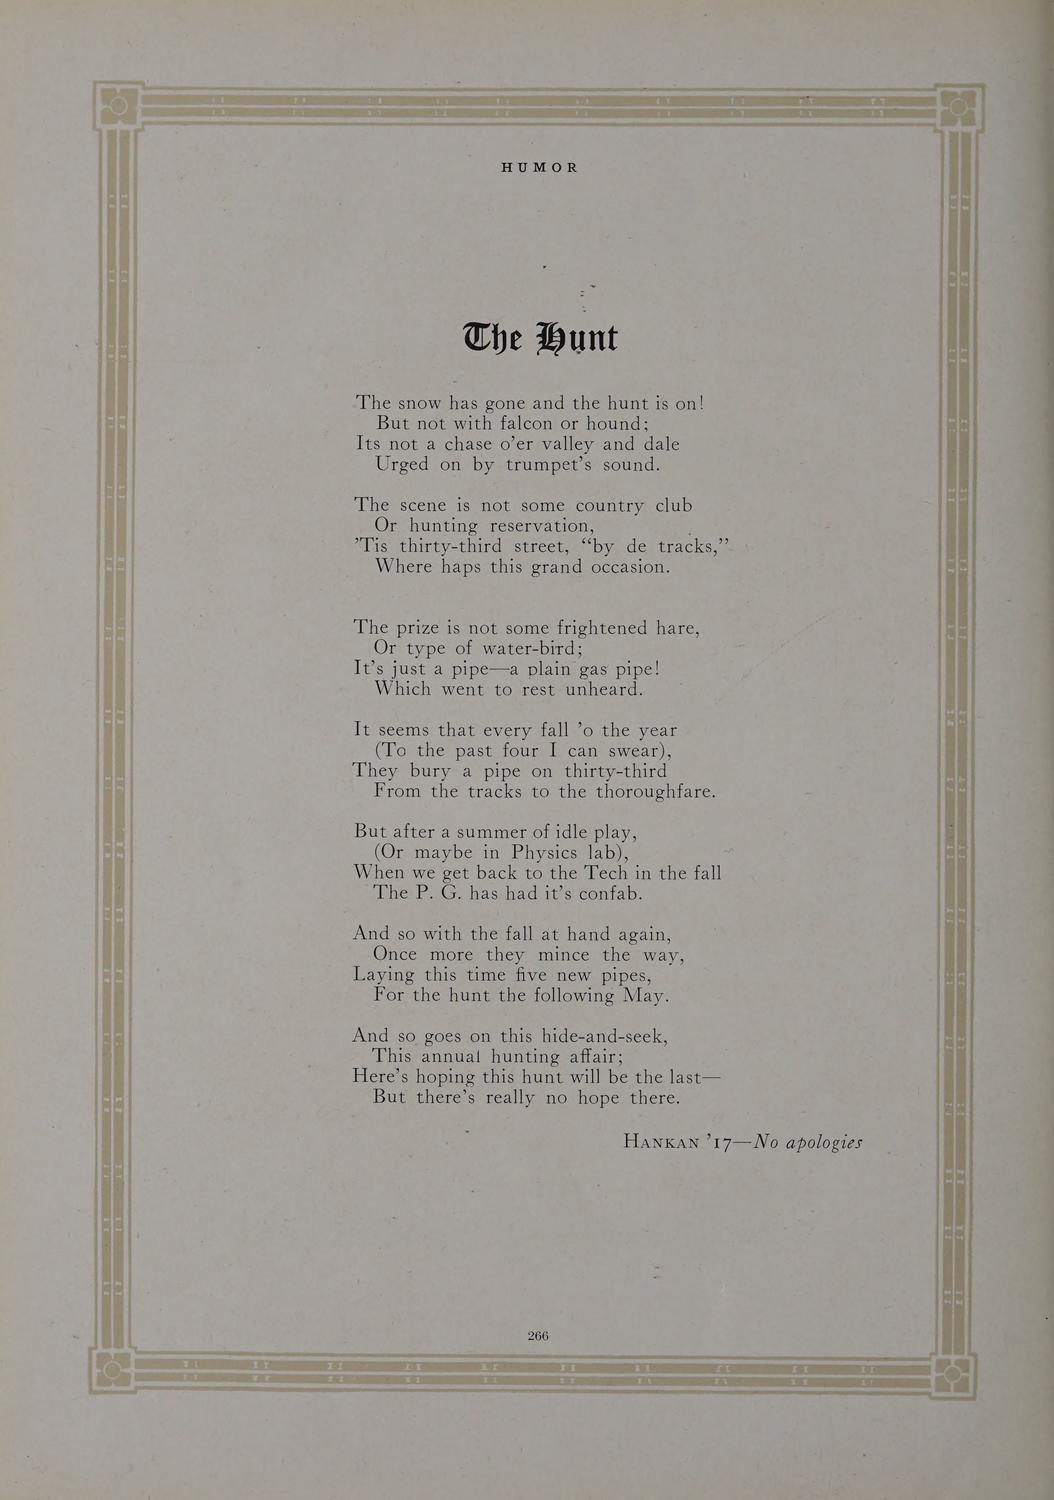 HUMOR
The Hunt
The snow has gone and the hunt is on!
But not with falcon or hound;
Its not a chase o’er valley and dale
Urged on by trumpet’s sound.
The scene is not some country club
Or hunting reservation,
’Tis thirty-third street, “by de tracks,”
Where haps this grand occasion.
The prize is not some frightened hare,
Or type of water-bird;
It’s just a pipe—a plain gas pipe!
Which went to rest unheard.
It seems that every fall ’o the year
(To the past four I can swear),
They bury a pipe on thirty-third
From the tracks to the thoroughfare.
But after a summer of idle play,
(Or maybe in Physics lab),
When we get back to the Tech in the fall
The P. G. has had it’s confab.
And so with the fall at hand again,
Once more they mince the way,
Laying this time five new pipes,
For the hunt the following May.
And so goes on this hide-and-seek,
This annual hunting affair;
Here’s hoping this hunt will be the last—
But there’s really no hope there.
HANKAN ’17—No apologies
266